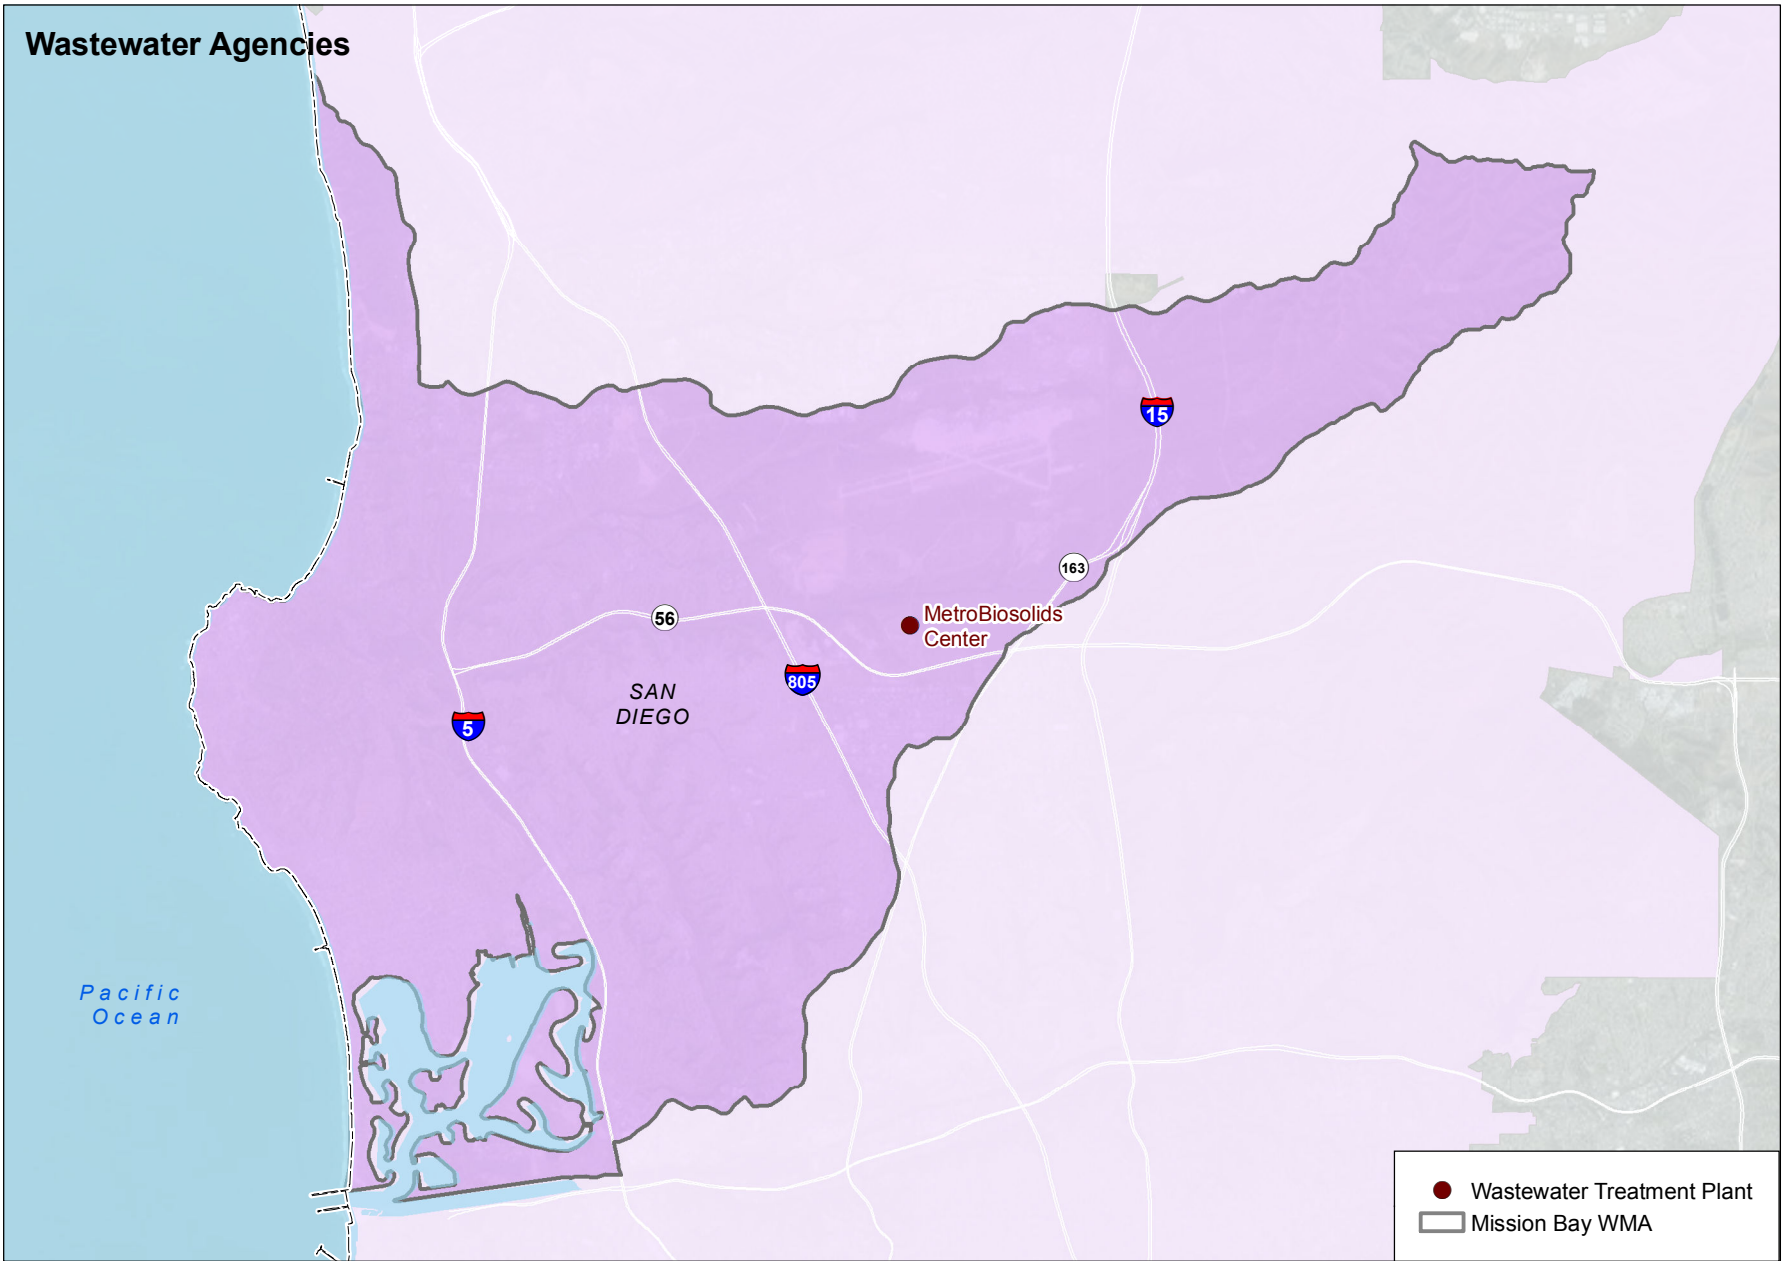 Wastewater Agencies
15
163
MetroBiosolids
Center
56
805
SAN
DIEGO
5
Pacific
Ocean
Wastewater Treatment Plant
Mission Bay WMA